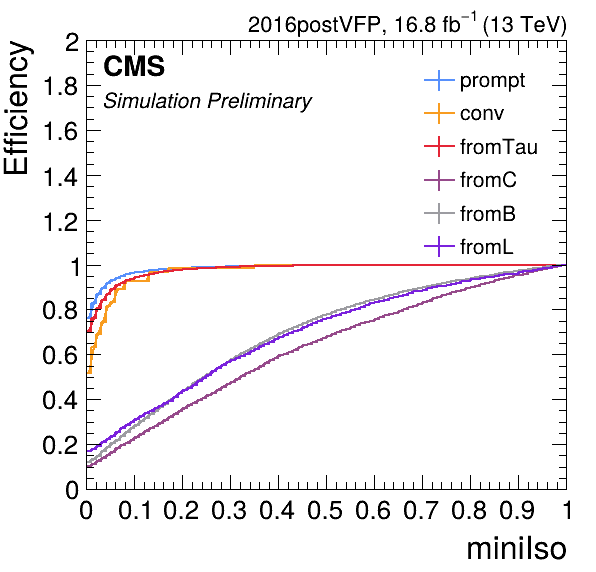 2016postVFP, 16.8 fb⁻¹ (13 TeV)
CMS
Simulation Preliminary
prompt
conv
fromTau
fromC
fromB
fromL
Efficiency
2
1.8
1.6
1.4
1.2
1
0.8
0.6
0.4
0.2
0
0 0.1 0.2 0.3 0.4 0.5 0.6 0.7 0.8 0.9 1
miniIso